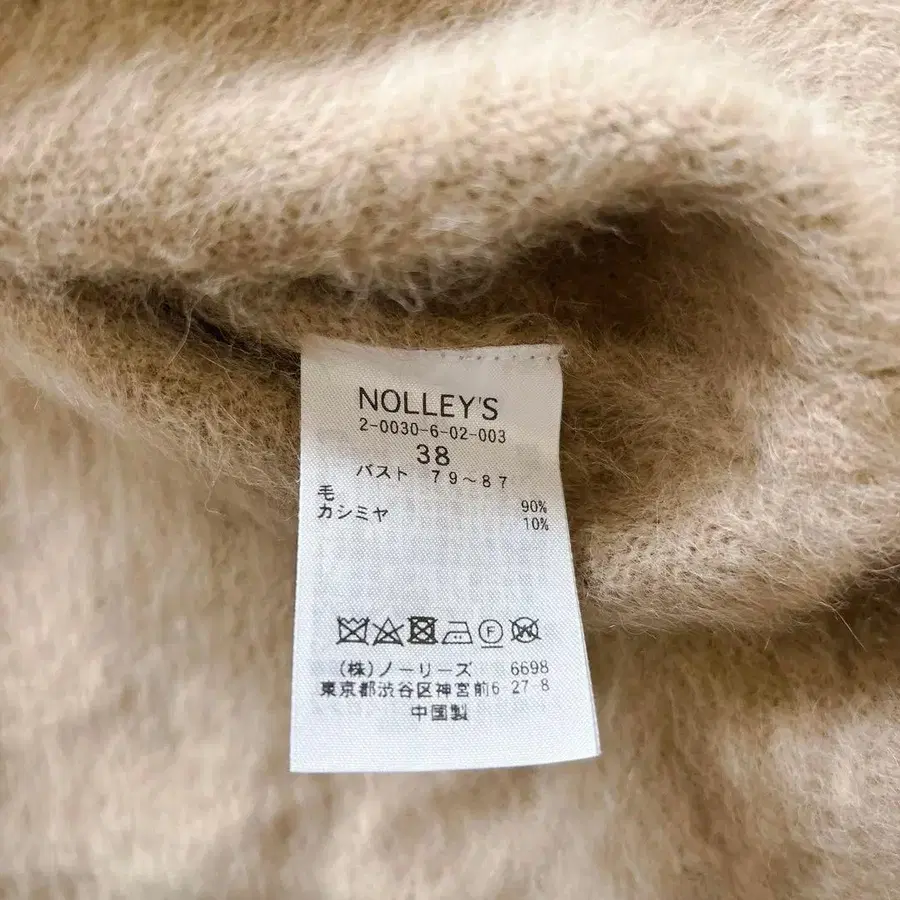 NOLLEY'S
2-0030-6-02-003
38
バスト 79～87
毛 90%
カシミヤ 10%
(株)ノーリーズ 6698
東京都渋谷区神宮前6-27-8
中国製